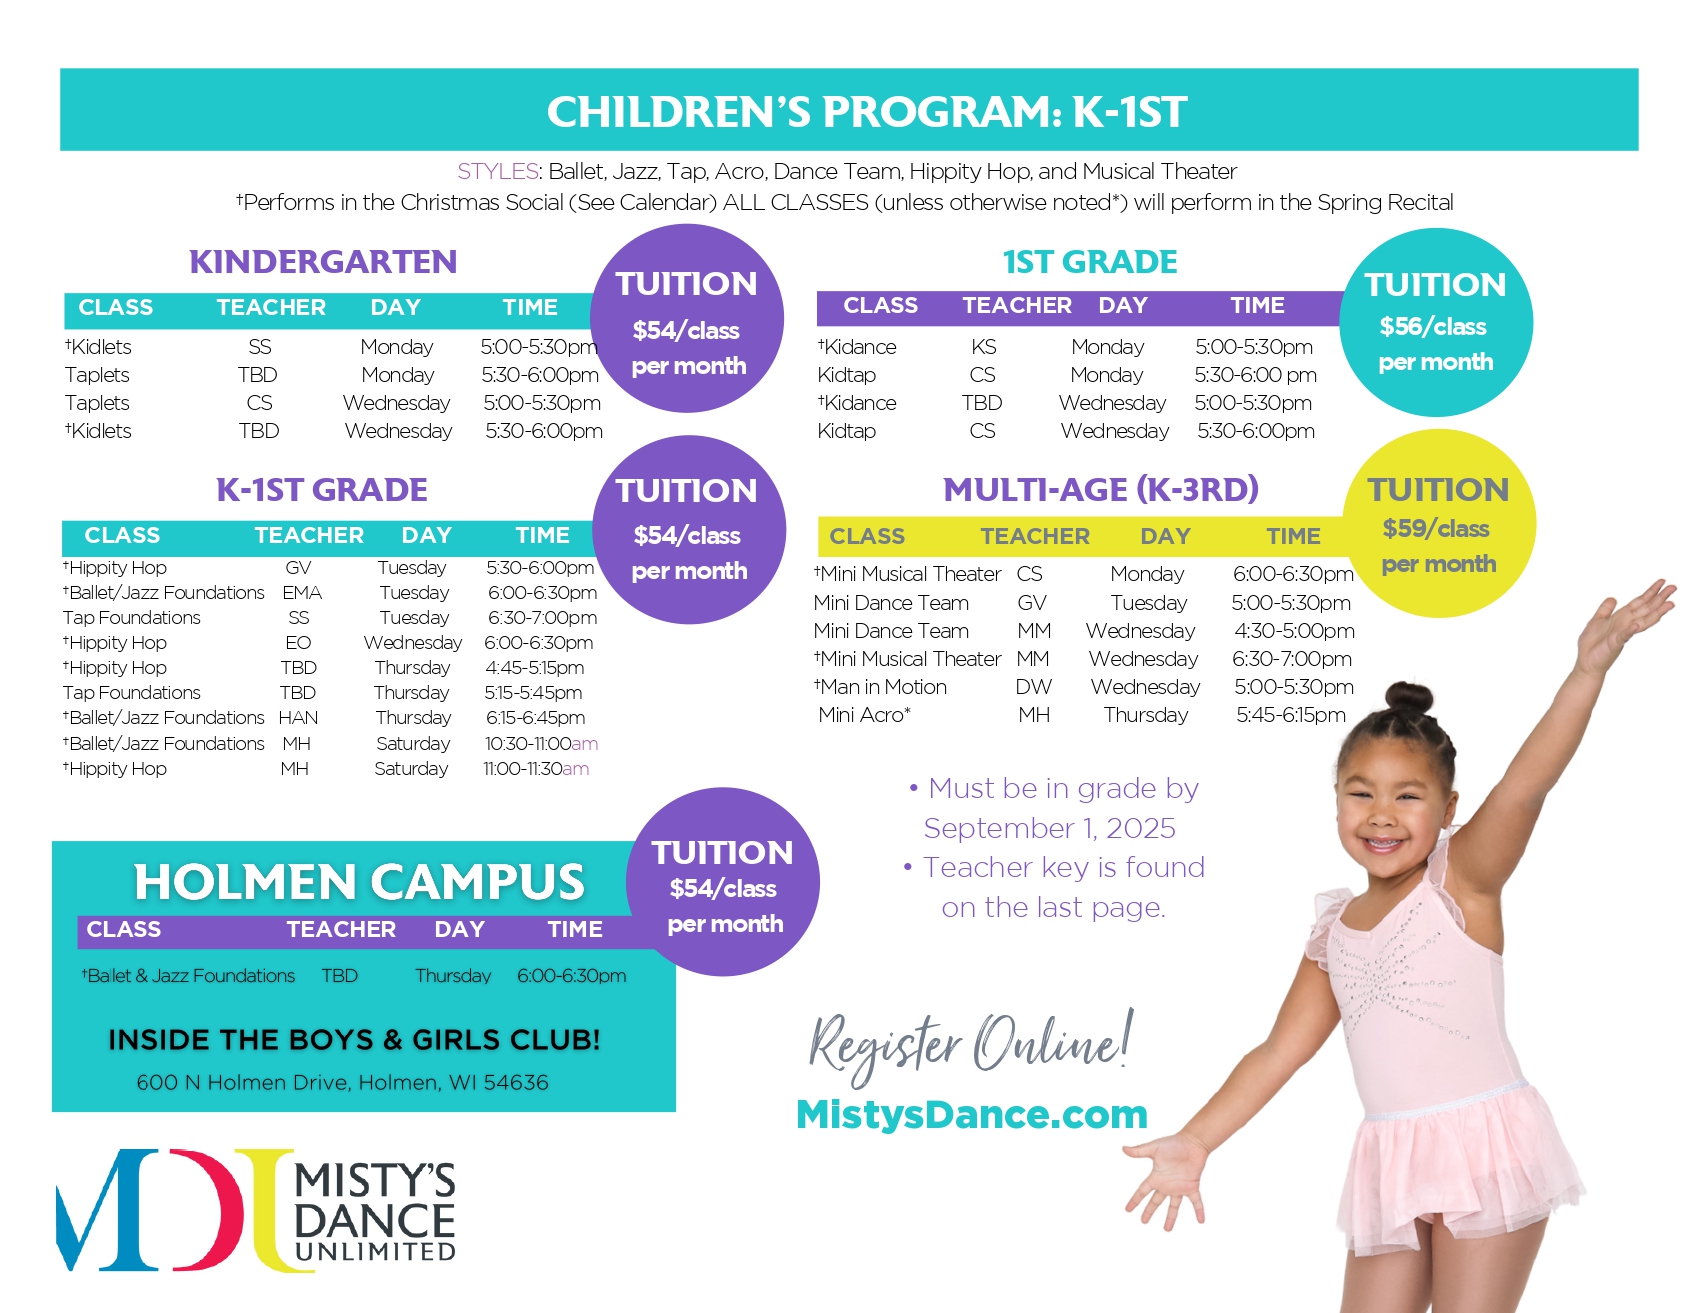 CHILDREN'S PROGRAM: K-1ST
STYLES: Ballet, Jazz, Tap, Acro, Dance Team, Hippity Hop, and Musical Theater
†Performs in the Christmas Social (See Calendar) ALL CLASSES (unless otherwise noted*) will perform in the Spring Recital
KINDERGARTEN
TUITION
$54/class
per month
CLASS TEACHER DAY TIME
†Kidlets SS Monday 5:00-5:30pm
Taplets TBD Monday 5:30-6:00pm
Taplets CS Wednesday 5:00-5:30pm
†Kidlets TBD Wednesday 5:30-6:00pm
1ST GRADE
TUITION
$56/class
per month
CLASS TEACHER DAY TIME
†Kidance KS Monday 5:00-5:30pm
Kidtap CS Monday 5:30-6:00 pm
†Kidance TBD Wednesday 5:00-5:30pm
Kidtap CS Wednesday 5:30-6:00pm
K-1ST GRADE
TUITION
$54/class
per month
CLASS TEACHER DAY TIME
†Hippity Hop GV Tuesday 5:30-6:00pm
†Ballet/Jazz Foundations EMA Tuesday 6:00-6:30pm
Tap Foundations SS Tuesday 6:30-7:00pm
†Hippity Hop EO Wednesday 6:00-6:30pm
†Hippity Hop TBD Thursday 4:45-5:15pm
Tap Foundations TBD Thursday 5:15-5:45pm
†Ballet/Jazz Foundations HAN Thursday 6:15-6:45pm
†Ballet/Jazz Foundations MH Saturday 10:30-11:00am
†Hippity Hop MH Saturday 11:00-11:30am
MULTI-AGE (K-3RD)
TUITION
$59/class
per month
CLASS TEACHER DAY TIME
†Mini Musical Theater CS Monday 6:00-6:30pm
Mini Dance Team GV Tuesday 5:00-5:30pm
Mini Dance Team MM Wednesday 4:30-5:00pm
†Mini Musical Theater MM Wednesday 6:30-7:00pm
†Man in Motion DW Wednesday 5:00-5:30pm
Mini Acro* MH Thursday 5:45-6:15pm
• Must be in grade by
September 1, 2025
• Teacher key is found
on the last page.
HOLMEN CAMPUS
TUITION
$54/class
per month
CLASS TEACHER DAY TIME
†Ballet & Jazz Foundations TBD Thursday 6:00-6:30pm
INSIDE THE BOYS & GIRLS CLUB!
600 N Holmen Drive, Holmen, WI 54636
Register Online!
MistysDance.com
MDU
MISTY'S
DANCE
UNLIMITED